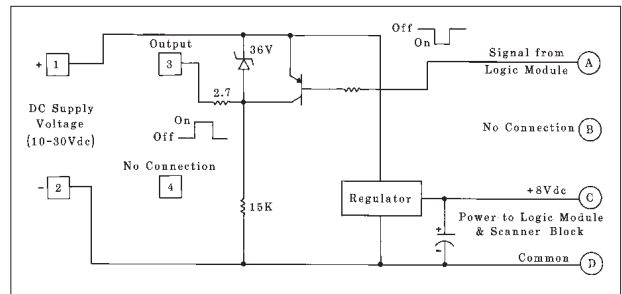 Off
On
Output
3
36V
+ 1
Signal from
Logic Module
A
2.7
DC Supply
Voltage
(10-30Vdc)
On
Off
No Connection
B
No Connection
4
- 2
15K
Regulator
+8Vdc
C
+
-
Power to Logic Module
& Scanner Block
Common
D